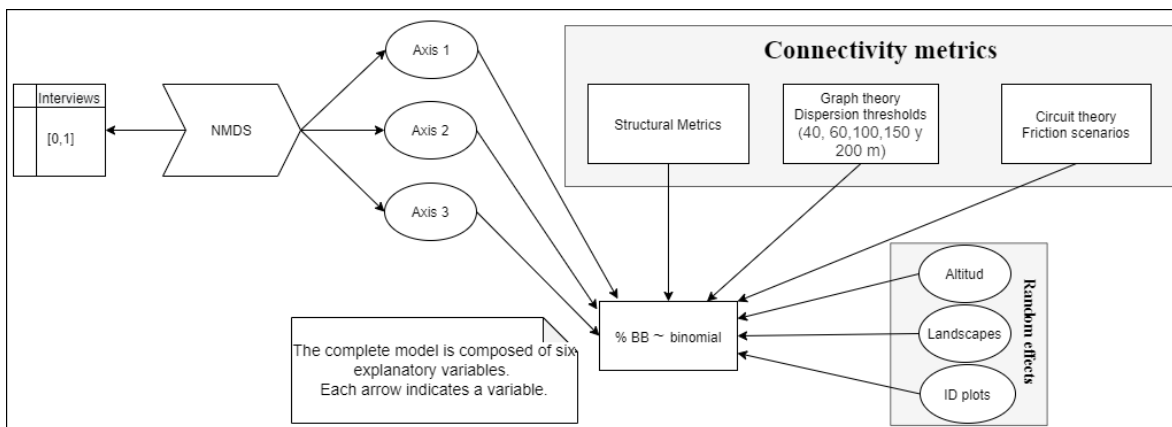 Connectivity metrics
Axis 1
Interviews
[0,1]
NMDS
Axis 2
Axis 3
Structural Metrics
Graph theory
Dispersion thresholds
(40, 60,100,150 y
200 m)
Circuit theory
Friction scenarios
Altitud
Landscapes
ID plots
Random effects
% BB ~ binomial
The complete model is composed of six
explanatory variables.
Each arrow indicates a variable.